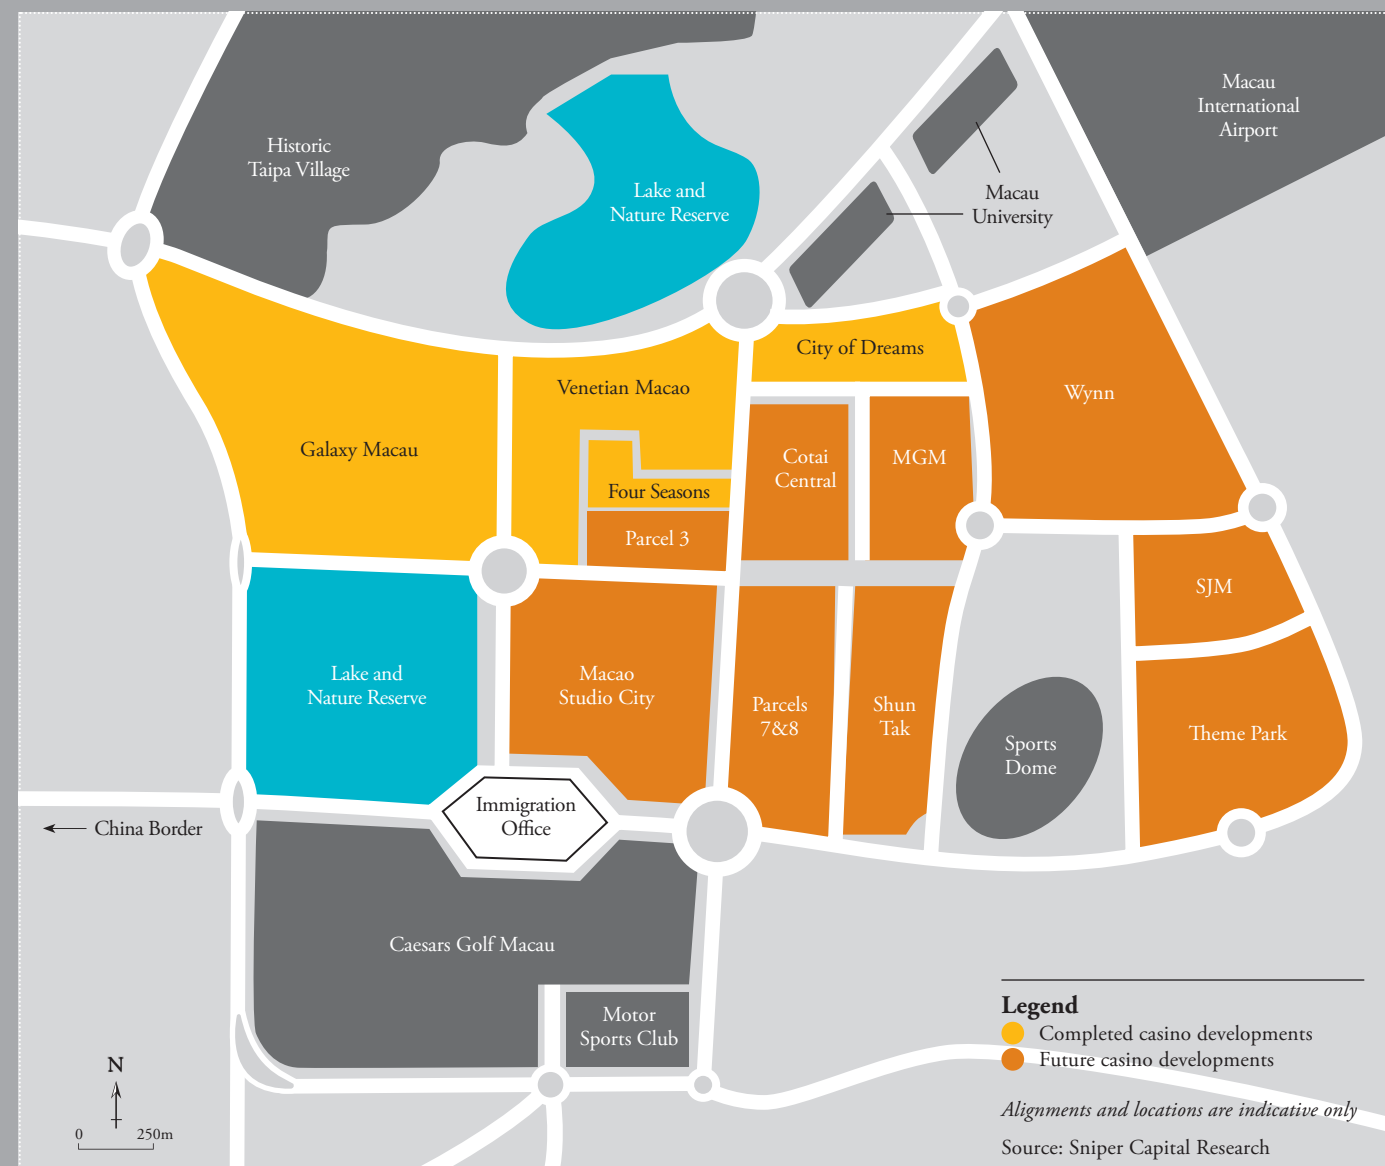 Macau
International
Airport
Historic
Taipa Village
Lake and
Nature Reserve
Macau
University
City of Dreams
Venetian Macao
Wynn
Galaxy Macau
Cotai
Central
MGM
Four Seasons
Parcel 3
SJM
Lake and
Nature Reserve
Macao
Studio City
Parcels
7&8
Shun
Tak
Theme Park
Sports
Dome
Immigration
Office
China Border
Caesars Golf Macau
Motor
Sports Club
N
0 250m
Legend
Completed casino developments
Future casino developments
Alignments and locations are indicative only
Source: Sniper Capital Research